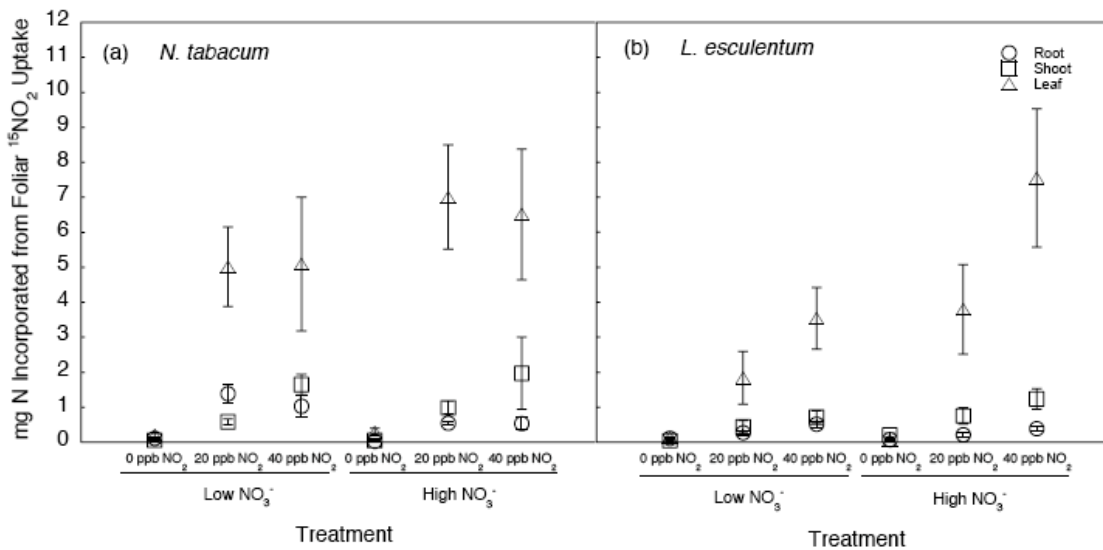 mg N Incorporated from Foliar ¹⁵NO₂ Uptake
12
11
10
9
8
7
6
5
4
3
2
1
0
(a) N. tabacum
0 ppb NO₂ 20 ppb NO₂ 40 ppb NO₂ 0 ppb NO₂ 20 ppb NO₂ 40 ppb NO₂
Low NO₃⁻ High NO₃⁻
Treatment
(b) L. esculentum
Root
Shoot
Leaf
0 ppb NO₂ 20 ppb NO₂ 40 ppb NO₂ 0 ppb NO₂ 20 ppb NO₂ 40 ppb NO₂
Low NO₃⁻ High NO₃⁻
Treatment